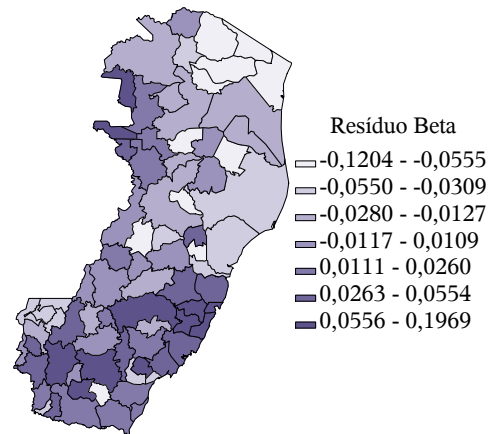 Resíduo Beta
-0,1204 - -0,0555
-0,0550 - -0,0309
-0,0280 - -0,0127
-0,0117 - 0,0109
0,0111 - 0,0260
0,0263 - 0,0554
0,0556 - 0,1969